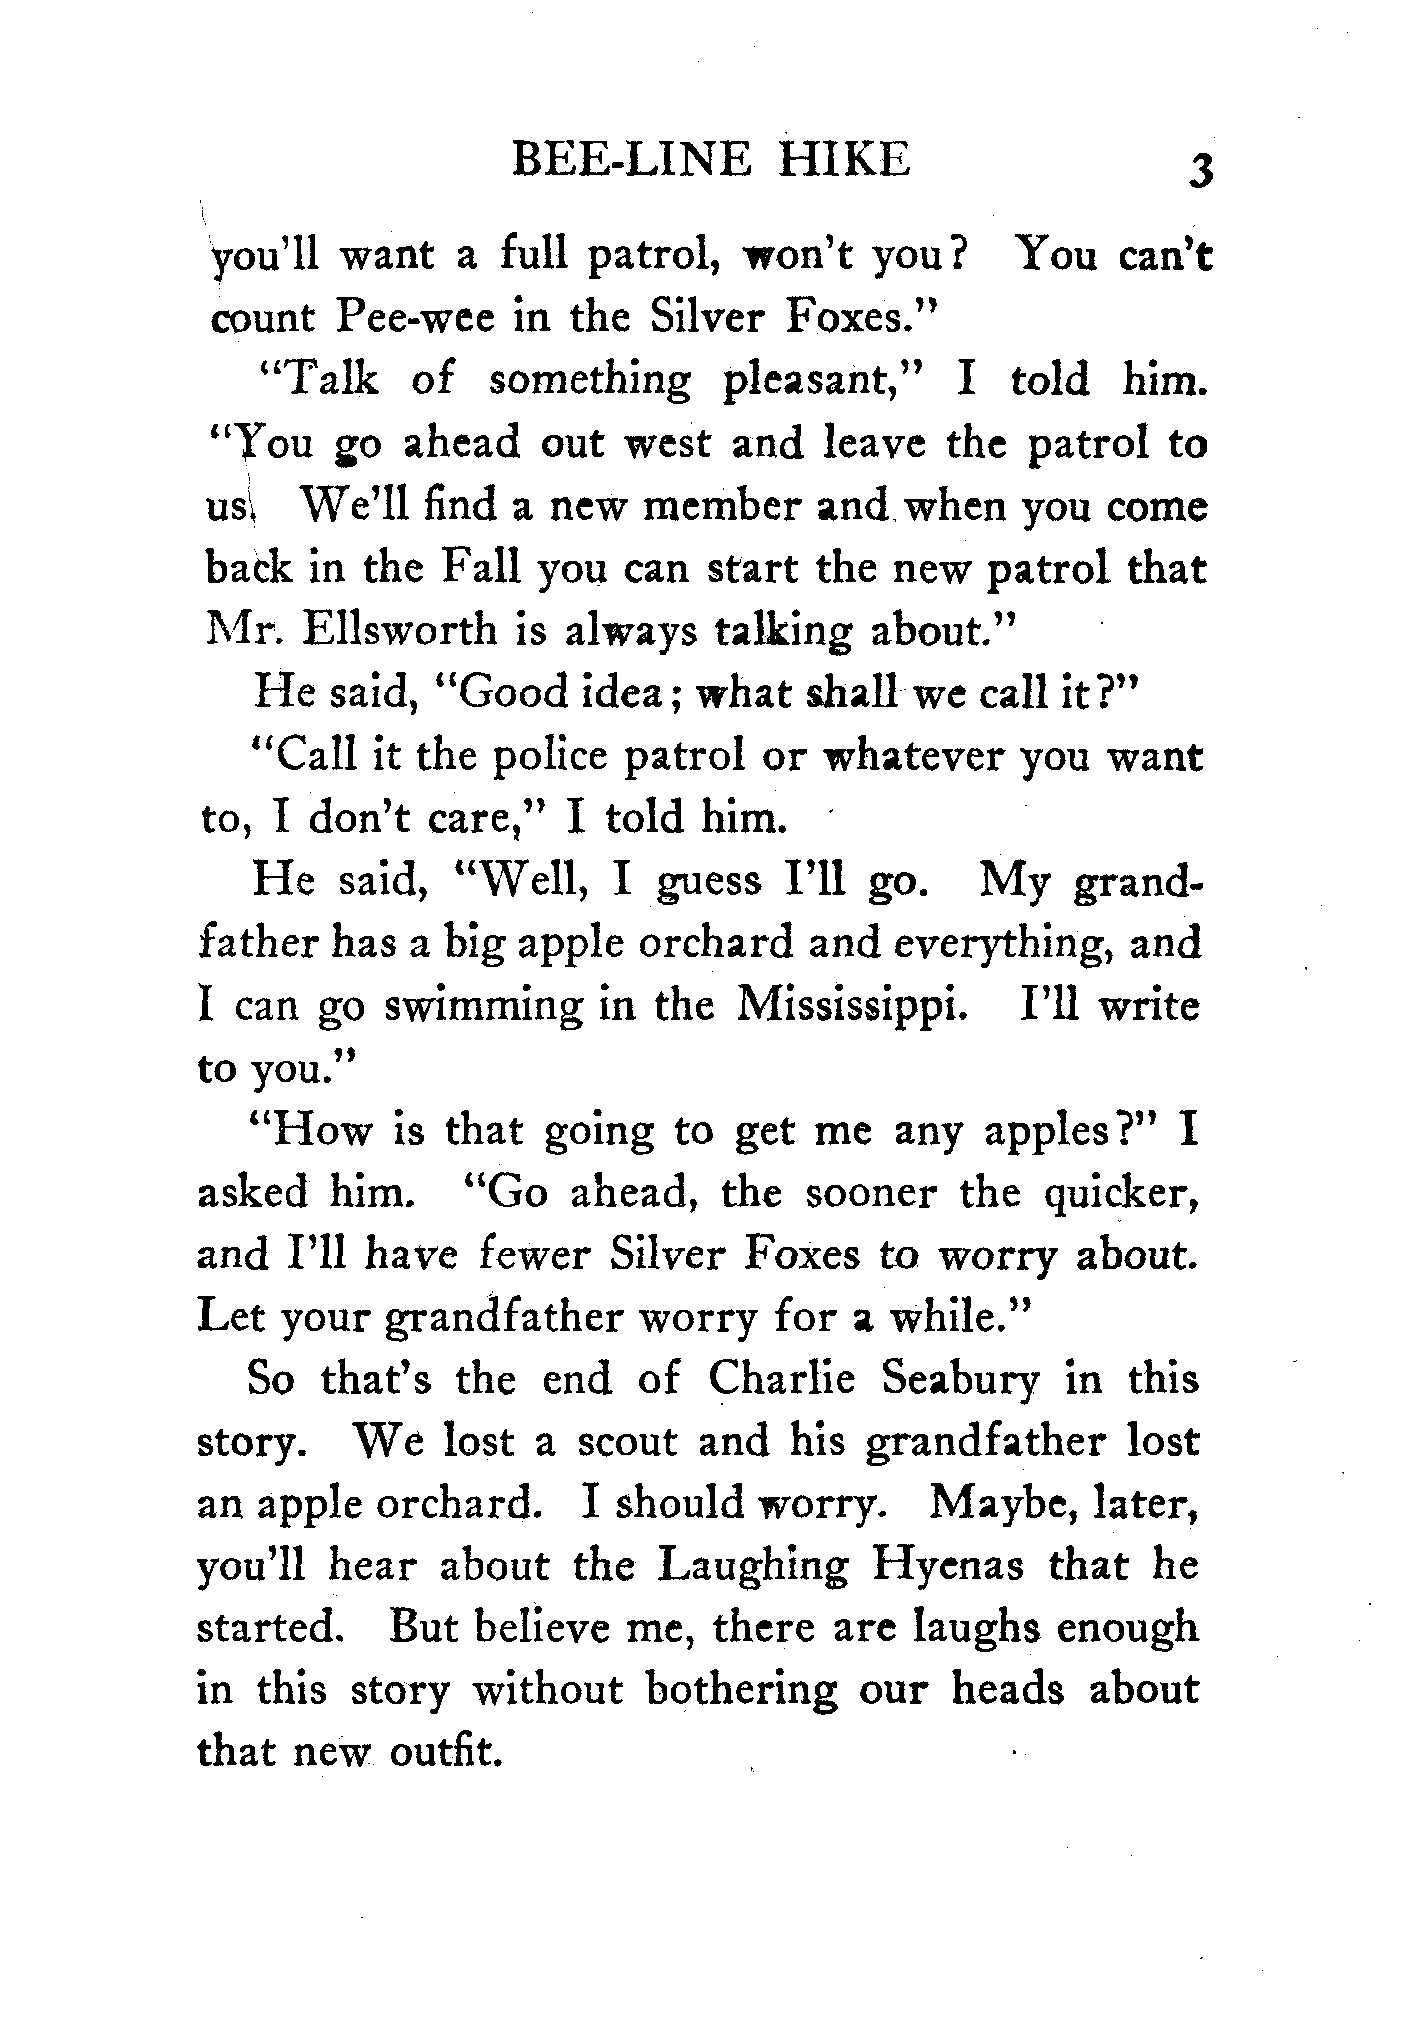 BEE-LINE HIKE 3
you'll want a full patrol, won't you? You can't
count Pee-wee in the Silver Foxes."
"Talk of something pleasant," I told him.
"You go ahead out west and leave the patrol to
us. We'll find a new member and when you come
back in the Fall you can start the new patrol that
Mr. Ellsworth is always talking about."
He said, "Good idea; what shall we call it?"
"Call it the police patrol or whatever you want
to, I don't care," I told him.
He said, "Well, I guess I'll go. My grand-
father has a big apple orchard and everything, and
I can go swimming in the Mississippi. I'll write
to you."
"How is that going to get me any apples?" I
asked him. "Go ahead, the sooner the quicker,
and I'll have fewer Silver Foxes to worry about.
Let your grandfather worry for a while."
So that's the end of Charlie Seabury in this
story. We lost a scout and his grandfather lost
an apple orchard. I should worry. Maybe, later,
you'll hear about the Laughing Hyenas that he
started. But believe me, there are laughs enough
in this story without bothering our heads about
that new outfit.